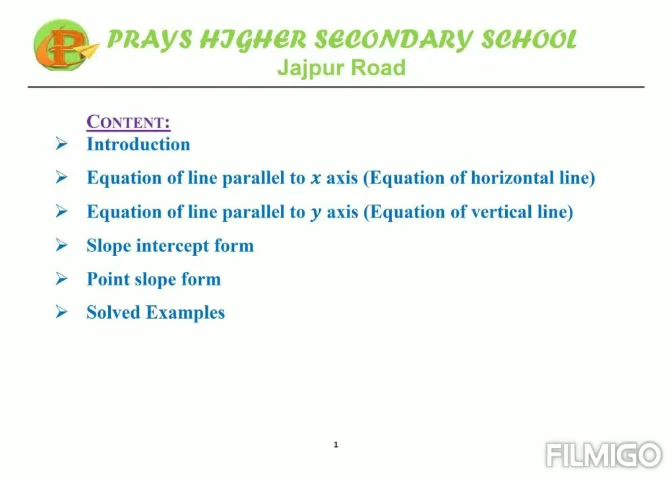 PRAYS HIGHER SECONDARY SCHOOL
Jajpur Road
CONTENT:
➢ Introduction
➢ Equation of line parallel to 𝑥 axis (Equation of horizontal line)
➢ Equation of line parallel to 𝑦 axis (Equation of vertical line)
➢ Slope intercept form
➢ Point slope form
➢ Solved Examples
1
FILMIGO